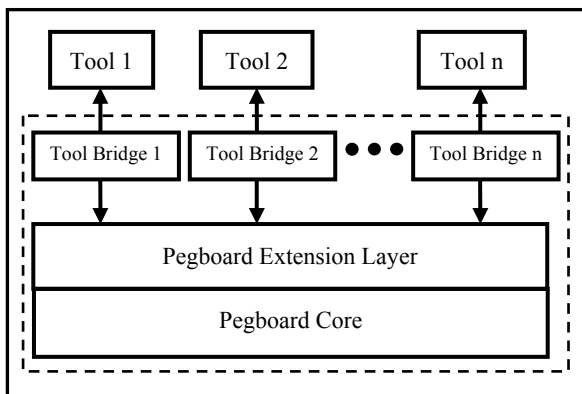 Tool 1
Tool 2
Tool n
Tool Bridge 1
Tool Bridge 2
Tool Bridge n
Pegboard Extension Layer
Pegboard Core